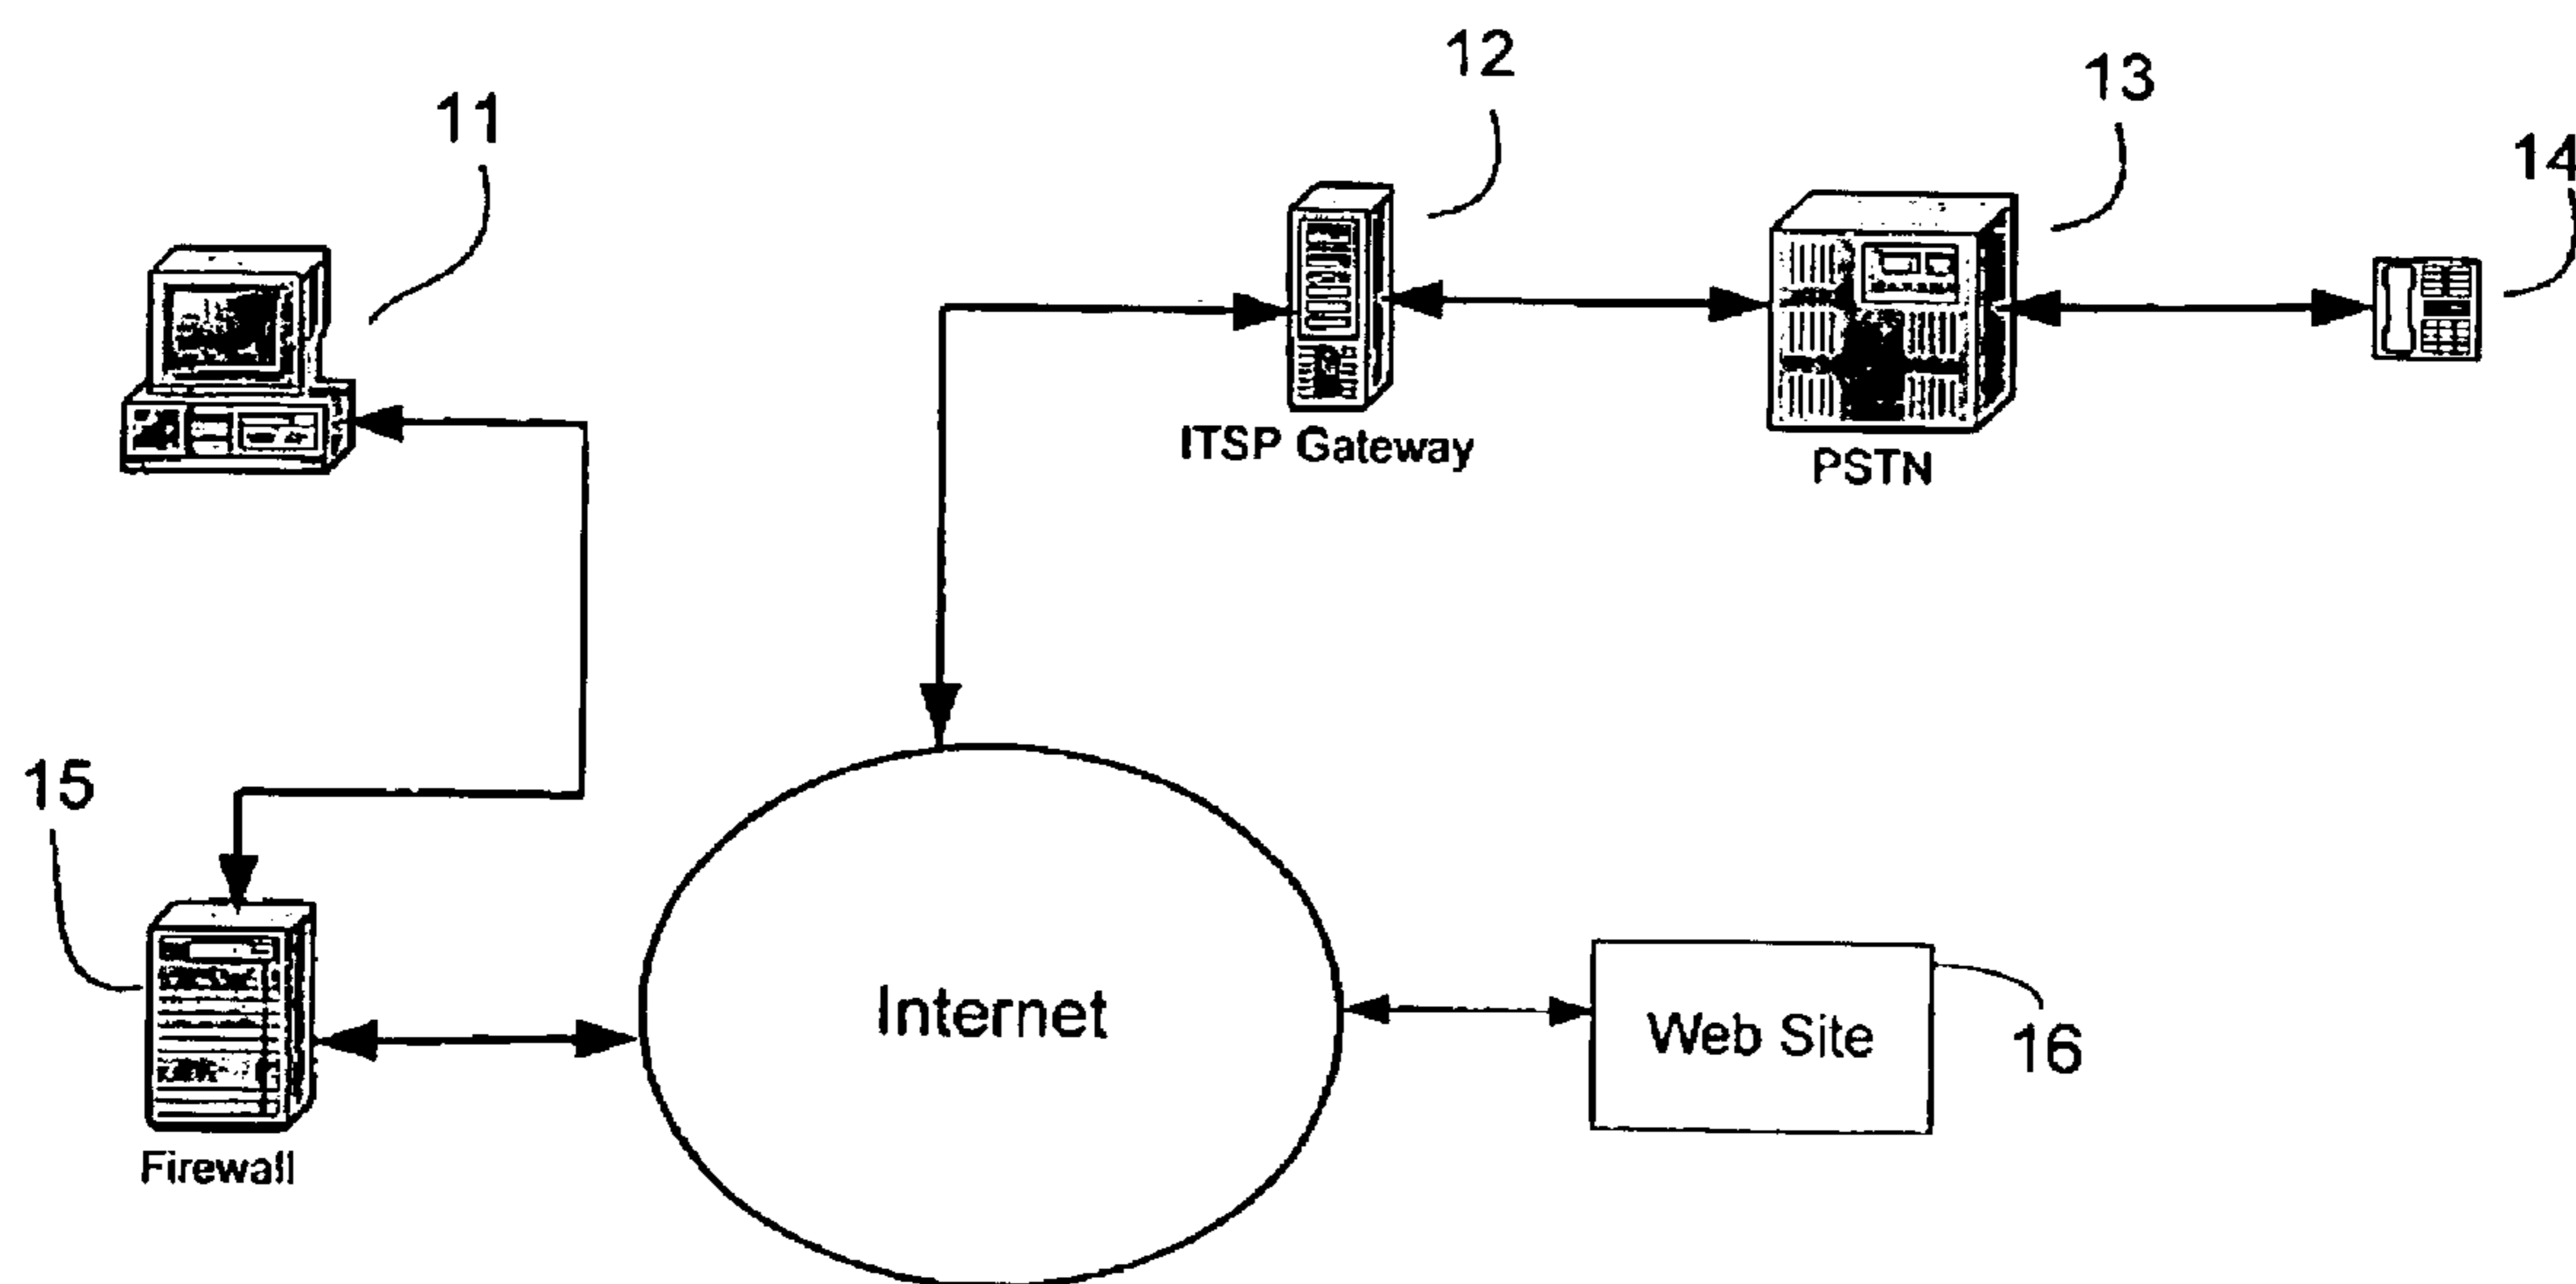 12
13
11
14
ITSP Gateway
PSTN
15
Internet
Web Site
16
Firewall